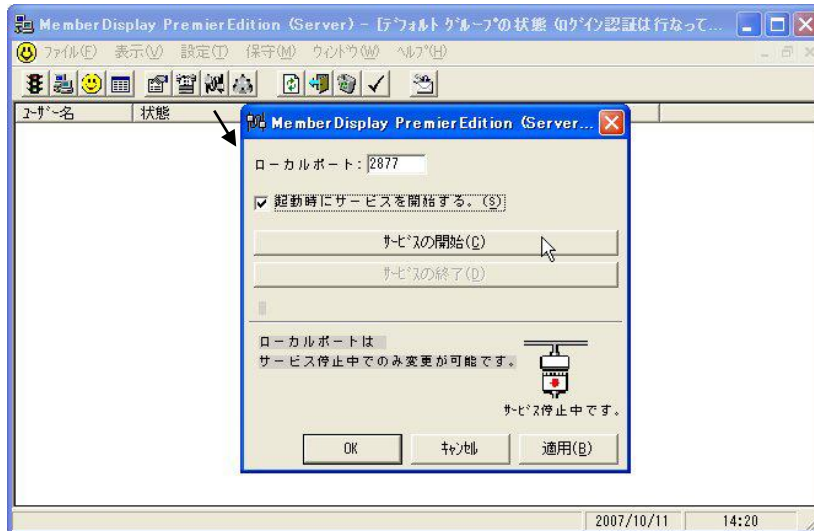 MemberDisplay PremierEdition (Server) - [ﾃﾞﾌｫﾙﾄ ｸﾞﾙｰﾌﾟの状態 (ﾛｸﾞｲﾝ認証は行なって...
ﾌｧｲﾙ(F) 表示(V) 設定(T) 保守(M) ｳｨﾝﾄﾞｳ(W) ﾍﾙﾌﾟ(H)
ﾕｰｻﾞｰ名 状態
MemberDisplay PremierEdition (Server...
ローカルポート: 2877
起動時にサービスを開始する。(S)
ｻｰﾋﾞｽの開始(C)
ｻｰﾋﾞｽの終了(D)
ローカルポートは
サービス停止中でのみ変更が可能です。
ｻｰﾋﾞｽ停止中です。
OK ｷｬﾝｾﾙ 適用(B)
2007/10/11 14:20